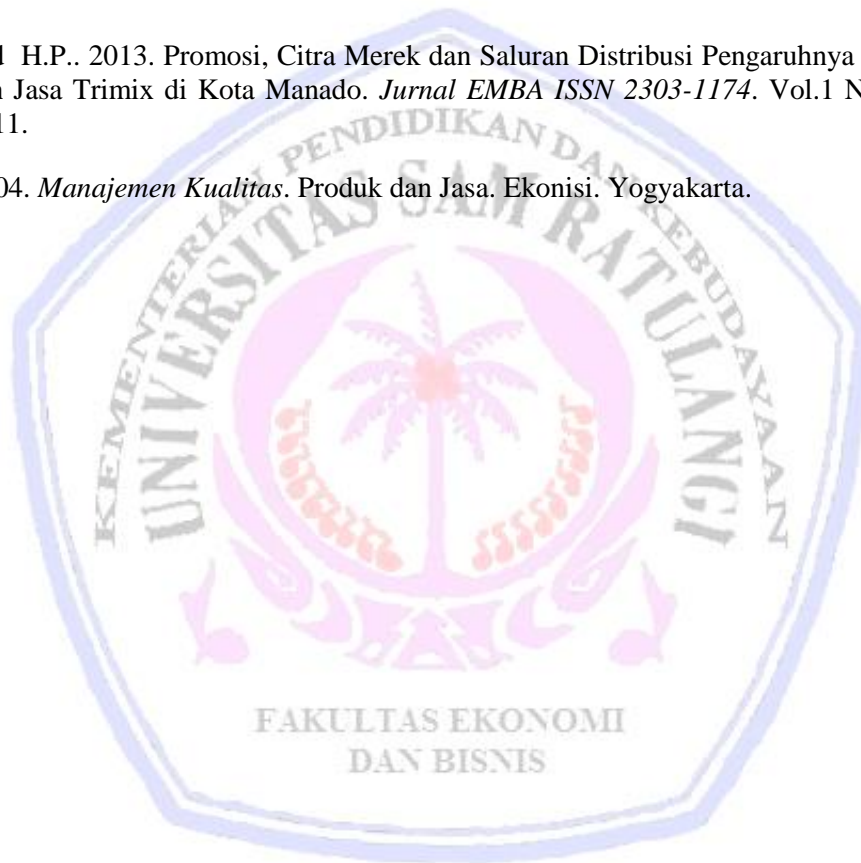 H.P.. 2013. Promosi, Citra Merek dan Saluran Distribusi Pengaruhnya
Jasa Trimix di Kota Manado. Jurnal EMBA ISSN 2303-1174. Vol.1 N
11.
04. Manajemen Kualitas. Produk dan Jasa. Ekonisi. Yogyakarta.
KEMENTERIAN PENDIDIKAN DAN KEBUDAYAAN
UNIVERSITAS SAM RATULANGI
FAKULTAS EKONOMI
DAN BISNIS